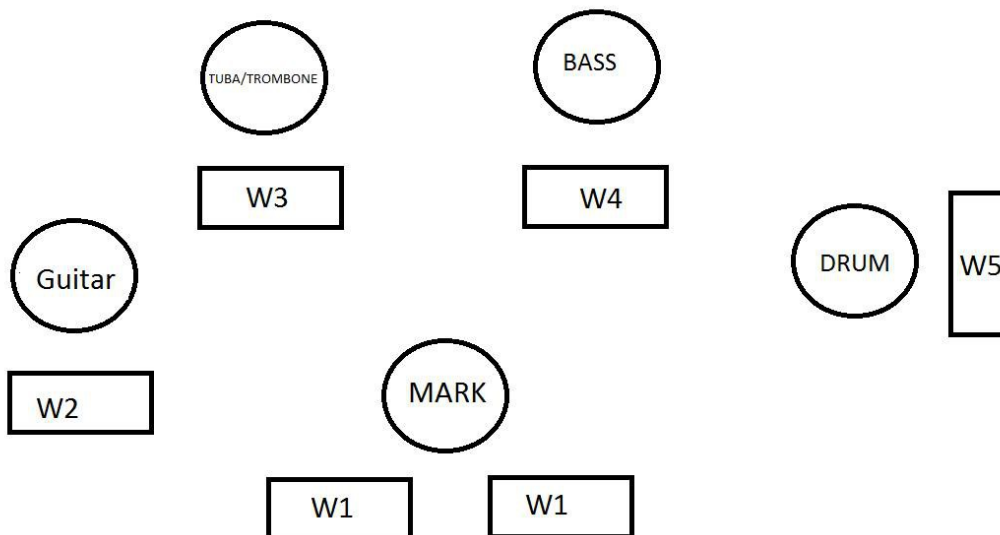 TUBA/TROMBONE
BASS
W3
W4
Guitar
DRUM
W5
W2
MARK
W1
W1